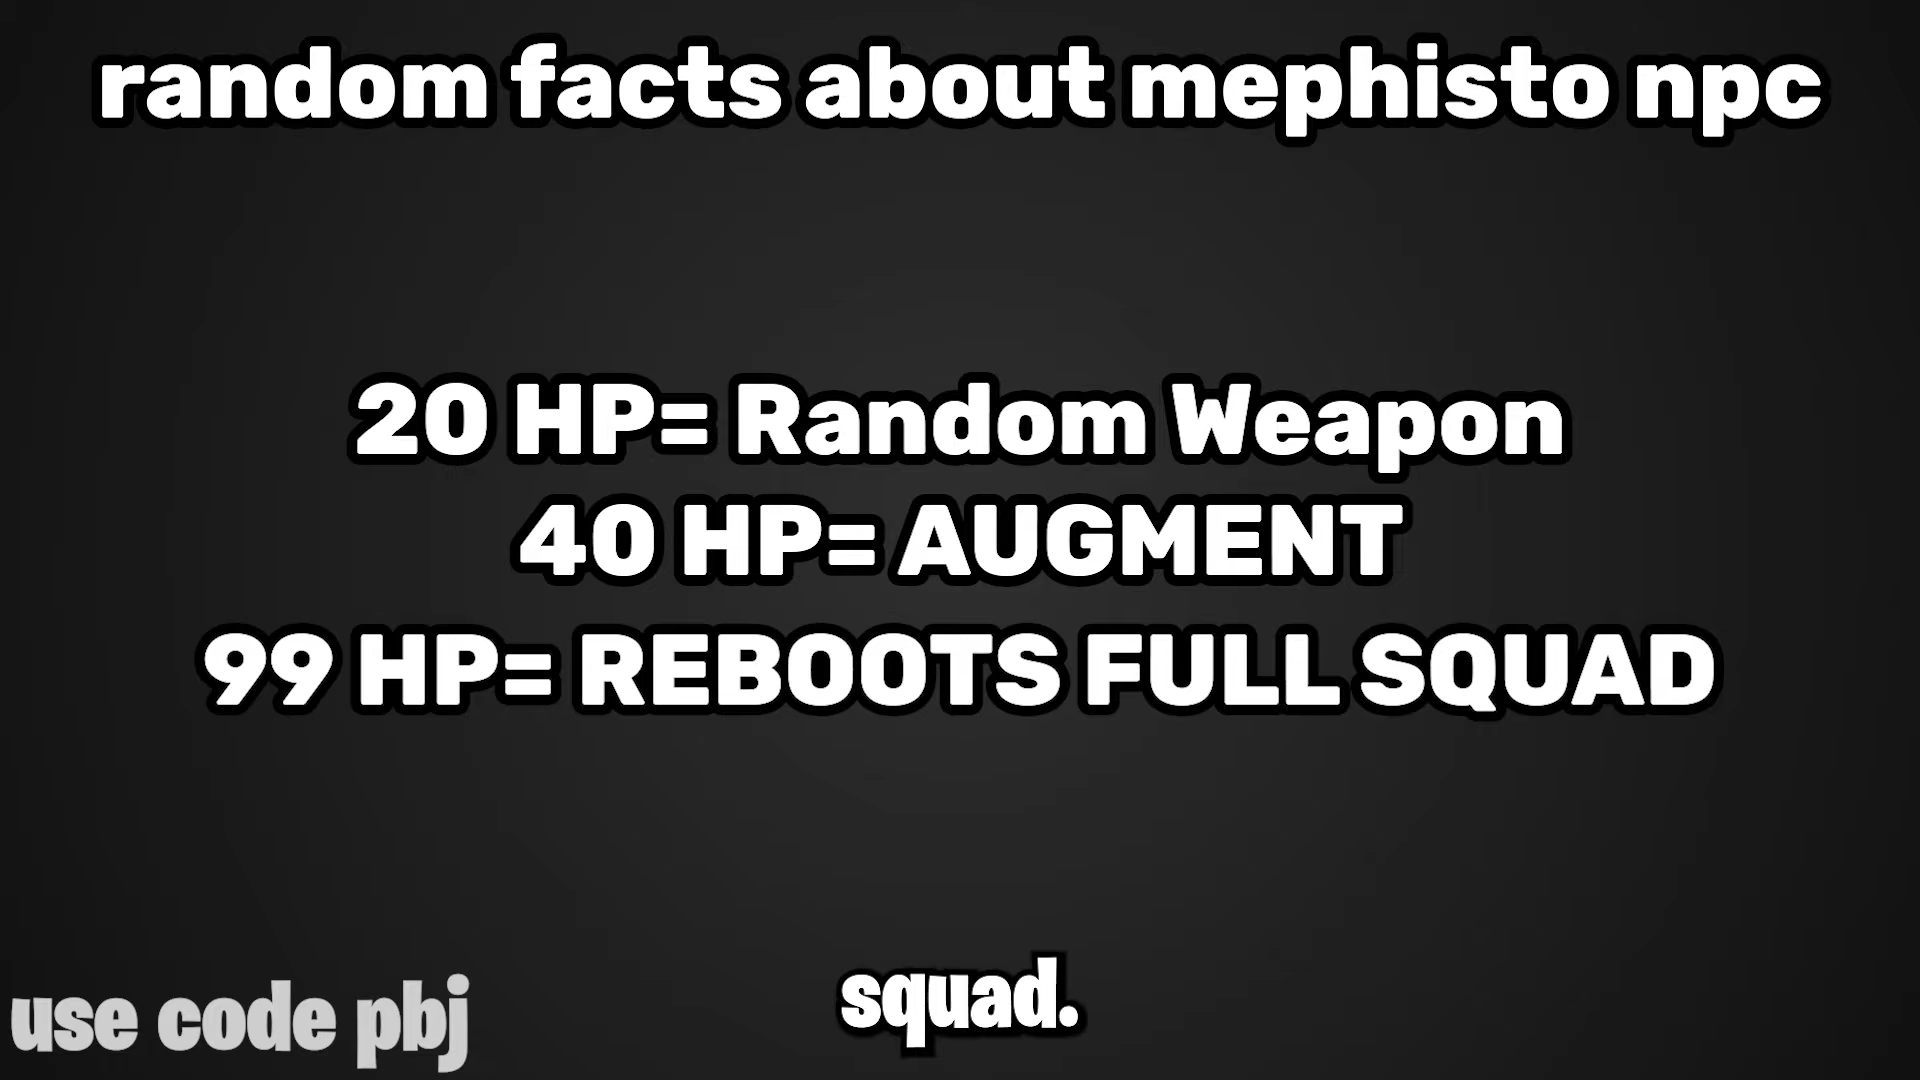 random facts about mephisto npc
20 HP= Random Weapon
40 HP= AUGMENT
99 HP= REBOOTS FULL SQUAD
squad.
use code pbj